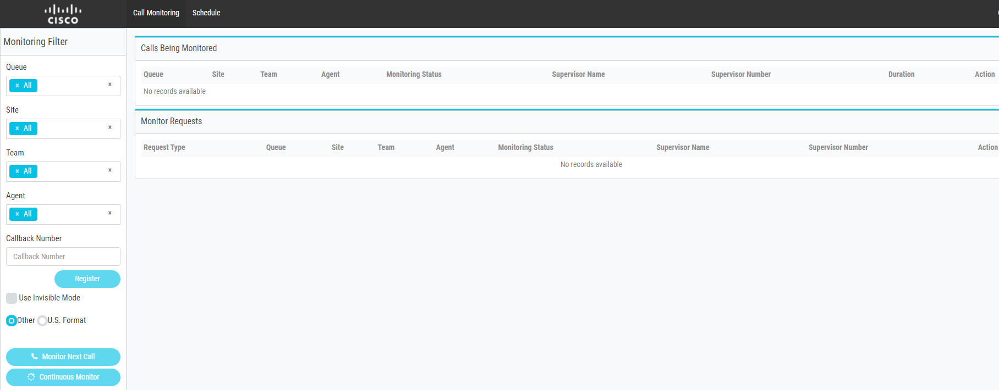 CISCO
Call Monitoring Schedule
Monitoring Filter
Queue
× All ×
Site
× All ×
Team
× All ×
Agent
× All ×
Callback Number
Callback Number
Register
Use Invisible Mode
Other U.S. Format
Monitor Next Call
Continuous Monitor
Calls Being Monitored
Queue Site Team Agent Monitoring Status Supervisor Name Supervisor Number Duration Action
No records available
Monitor Requests
Request Type Queue Site Team Agent Monitoring Status Supervisor Name Supervisor Number Action
No records available